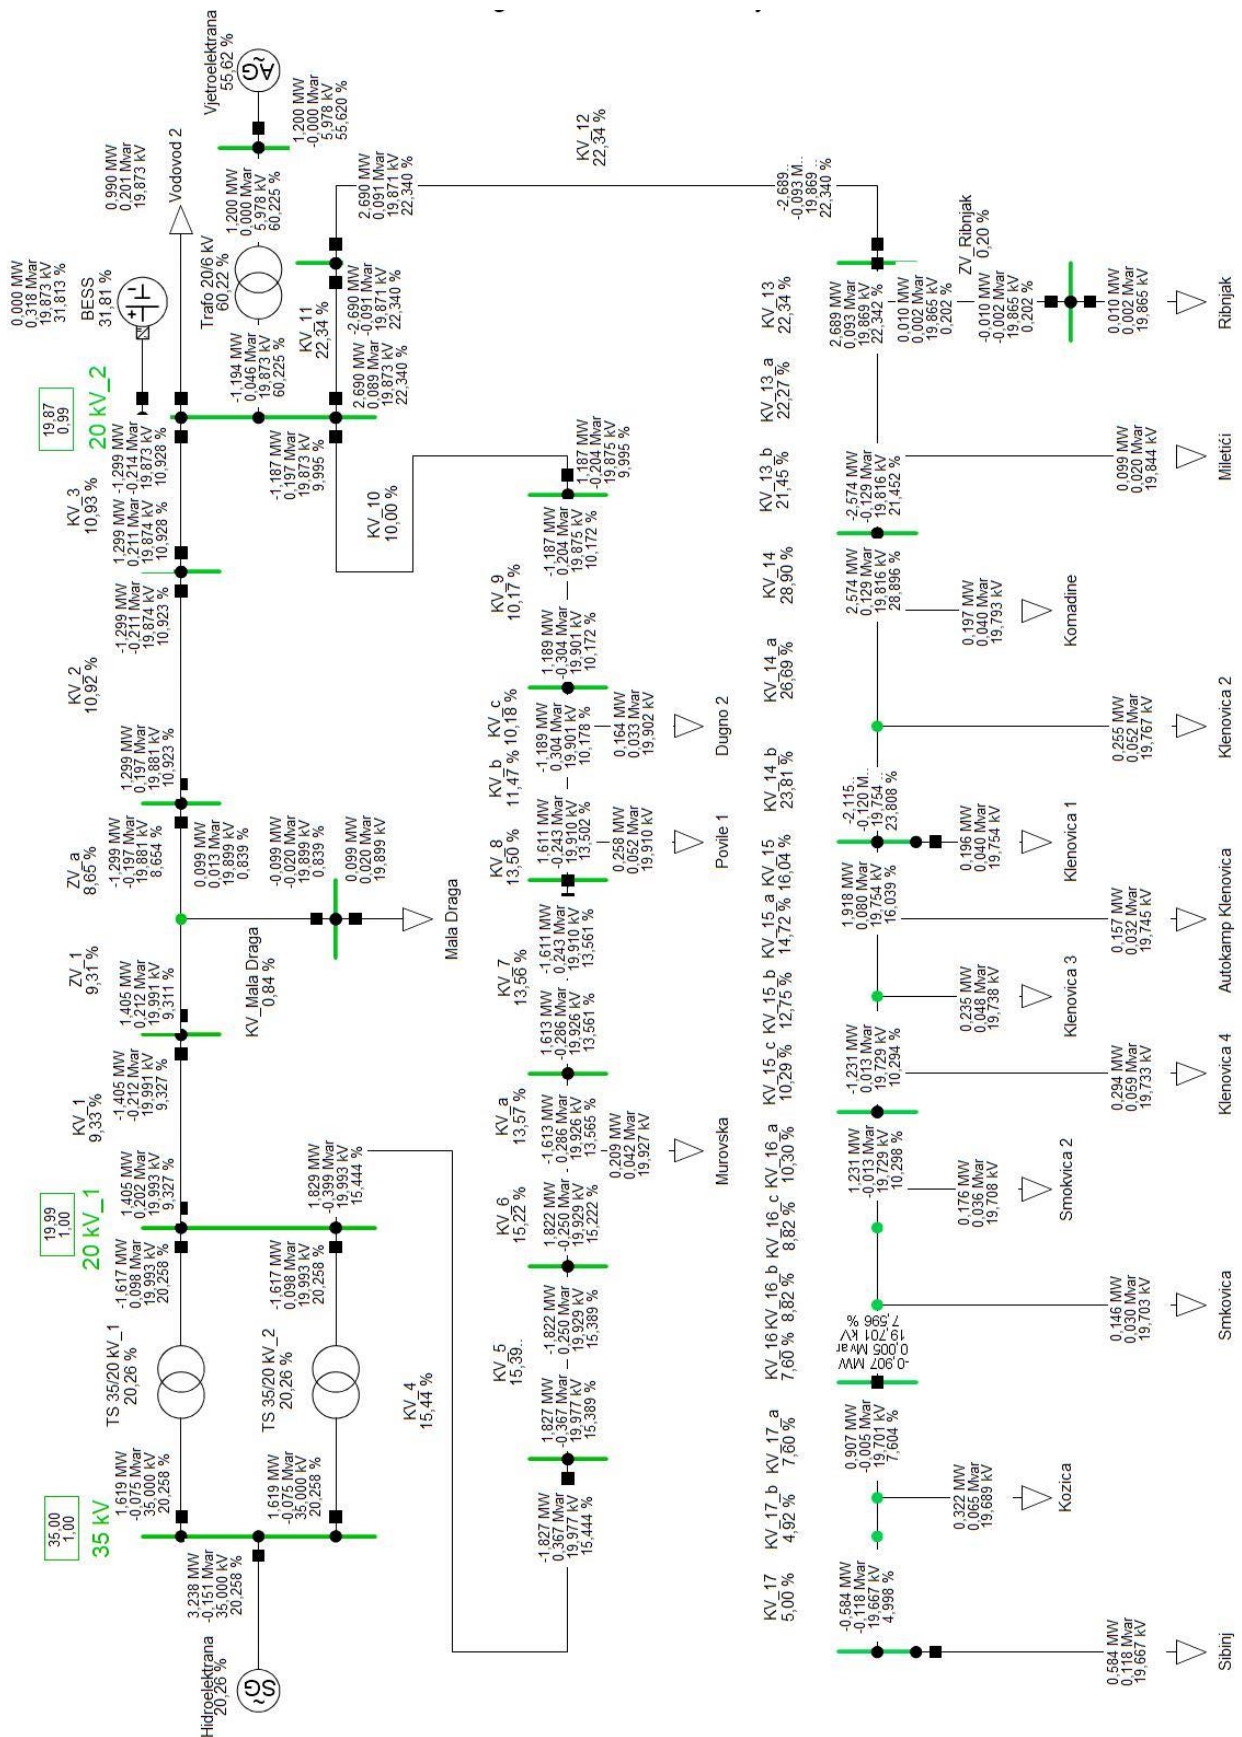 Hidroelektrana
20,26 %
SG
~
3,238 MW
-0,151 Mvar
35,000 kV
20,258 %
35,00
1,00
35 kV
1,619 MW
-0,075 Mvar
35,000 kV
20,258 %
TS 35/20 kV_1
20,26 %
-1,617 MW
0,098 Mvar
19,993 kV
20,258 %
1,619 MW
-0,075 Mvar
35,000 kV
20,258 %
TS 35/20 kV_2
20,26 %
-1,617 MW
0,098 Mvar
19,993 kV
20,258 %
19,99
1,00
20 kV_1
1,405 MW
0,202 Mvar
19,993 kV
9,327 %
KV_1
9,33 %
-1,405 MW
-0,212 Mvar
19,991 kV
9,327 %
1,405 MW
0,212 Mvar
19,991 kV
9,311 %
ZV_1
9,31 %
KV_Mala Draga
0,84 %
0,099 MW
0,013 Mvar
19,899 kV
0,839 %
-0,099 MW
-0,020 Mvar
19,899 kV
0,839 %
0,099 MW
0,020 Mvar
19,899 kV
Mala Draga
ZV_a
8,65 %
-1,299 MW
-0,197 Mvar
19,881 kV
8,654 %
1,299 MW
0,197 Mvar
19,881 kV
10,923 %
KV_2
10,92 %
-1,299 MW
-0,211 Mvar
19,874 kV
10,923 %
1,299 MW
0,211 Mvar
19,874 kV
10,928 %
KV_3
10,93 %
-1,299 MW
-0,214 Mvar
19,873 kV
10,928 %
19,87
0,99
20 kV_2
0,000 MW
0,318 Mvar
19,873 kV
31,813 %
BESS
31,81 %
0,990 MW
0,201 Mvar
19,873 kV
Vodovod 2
-1,194 MW
0,046 Mvar
19,873 kV
60,225 %
Trafo 20/6 kV
60,22 %
1,200 MW
0,000 Mvar
5,978 kV
60,225 %
Vjetroelektrana
55,62 %
AG
~
1,200 MW
-0,000 Mvar
5,978 kV
55,620 %
2,690 MW
0,089 Mvar
19,873 kV
22,340 %
KV_11
22,34 %
-2,690 MW
-0,091 Mvar
19,871 kV
22,340 %
2,690 MW
0,091 Mvar
19,871 kV
22,340 %
KV_12
22,34 %
-2,689..
-0,093 M..
19,869 ..
22,340 %
-1,187 MW
0,197 Mvar
19,873 kV
9,995 %
KV_10
10,00 %
1,829 MW
-0,399 Mvar
19,993 kV
15,444 %
KV_4
15,44 %
-1,827 MW
0,367 Mvar
19,977 kV
15,444 %
1,827 MW
-0,367 Mvar
19,977 kV
15,389 %
KV_5
15,39..
-1,822 MW
0,250 Mvar
19,929 kV
15,389 %
1,822 MW
-0,250 Mvar
19,929 kV
15,222 %
KV_6
15,22 %
0,209 MW
0,042 Mvar
19,927 kV
Murovska
KV_a
13,57 %
-1,613 MW
0,286 Mvar
19,926 kV
13,565 %
1,613 MW
-0,286 Mvar
19,926 kV
13,561 %
KV_7
13,56 %
-1,611 MW
0,243 Mvar
19,910 kV
13,561 %
1,611 MW
-0,243 Mvar
19,910 kV
13,502 %
KV_8
13,50 %
0,258 MW
0,052 Mvar
19,910 kV
Povile 1
KV_b
11,47 %
0,164 MW
0,033 Mvar
19,902 kV
Dugno 2
KV_c
10,18 %
-1,189 MW
0,304 Mvar
19,901 kV
10,178 %
1,189 MW
-0,304 Mvar
19,901 kV
10,172 %
KV_9
10,17 %
-1,187 MW
0,204 Mvar
19,875 kV
10,172 %
1,187 MW
-0,204 Mvar
19,875 kV
9,995 %
KV_17
5,00 %
-0,584 MW
-0,118 Mvar
19,667 kV
4,998 %
0,584 MW
0,118 Mvar
19,667 kV
Sibinj
KV_17_b
4,92 %
0,322 MW
0,065 Mvar
19,689 kV
Kozica
KV_17_a
7,60 %
0,907 MW
-0,005 Mvar
19,701 kV
7,604 %
KV_16
7,60 %
-0,907 MW
0,005 Mvar
19,701 kV
7,596 %
KV_16_b
8,82 %
0,146 MW
0,030 Mvar
19,703 kV
Smkovica
KV_16_c
8,82 %
0,176 MW
0,036 Mvar
19,708 kV
Smokvica 2
KV_16_a
10,30 %
1,231 MW
-0,013 Mvar
19,729 kV
10,298 %
KV_15_c
10,29 %
-1,231 MW
0,013 Mvar
19,729 kV
10,294 %
0,294 MW
0,059 Mvar
19,733 kV
Klenovica 4
KV_15_b
12,75 %
0,235 MW
0,048 Mvar
19,738 kV
Klenovica 3
KV_15_a
14,72 %
0,157 MW
0,032 Mvar
19,745 kV
Autokamp Klenovica
KV_15
16,04 %
1,918 MW
0,080 Mvar
19,754 kV
16,039 %
0,196 MW
0,040 Mvar
19,754 kV
Klenovica 1
KV_14_b
23,81 %
-2,115..
-0,120 M..
19,754 ..
23,808 %
0,255 MW
0,052 Mvar
19,767 kV
Klenovica 2
KV_14_a
26,69 %
0,197 MW
0,040 Mvar
19,793 kV
Komadine
KV_14
28,90 %
2,574 MW
0,129 Mvar
19,816 kV
28,896 %
KV_13_b
21,45 %
-2,574 MW
-0,129 Mvar
19,816 kV
21,452 %
0,099 MW
0,020 Mvar
19,844 kV
Miletići
KV_13_a
22,27 %
KV_13
22,34 %
2,689 MW
0,093 Mvar
19,869 kV
22,342 %
0,010 MW
0,002 Mvar
19,865 kV
0,202 %
ZV_Ribnjak
0,20 %
-0,010 MW
-0,002 Mvar
19,865 kV
0,202 %
0,010 MW
0,002 Mvar
19,865 kV
Ribnjak